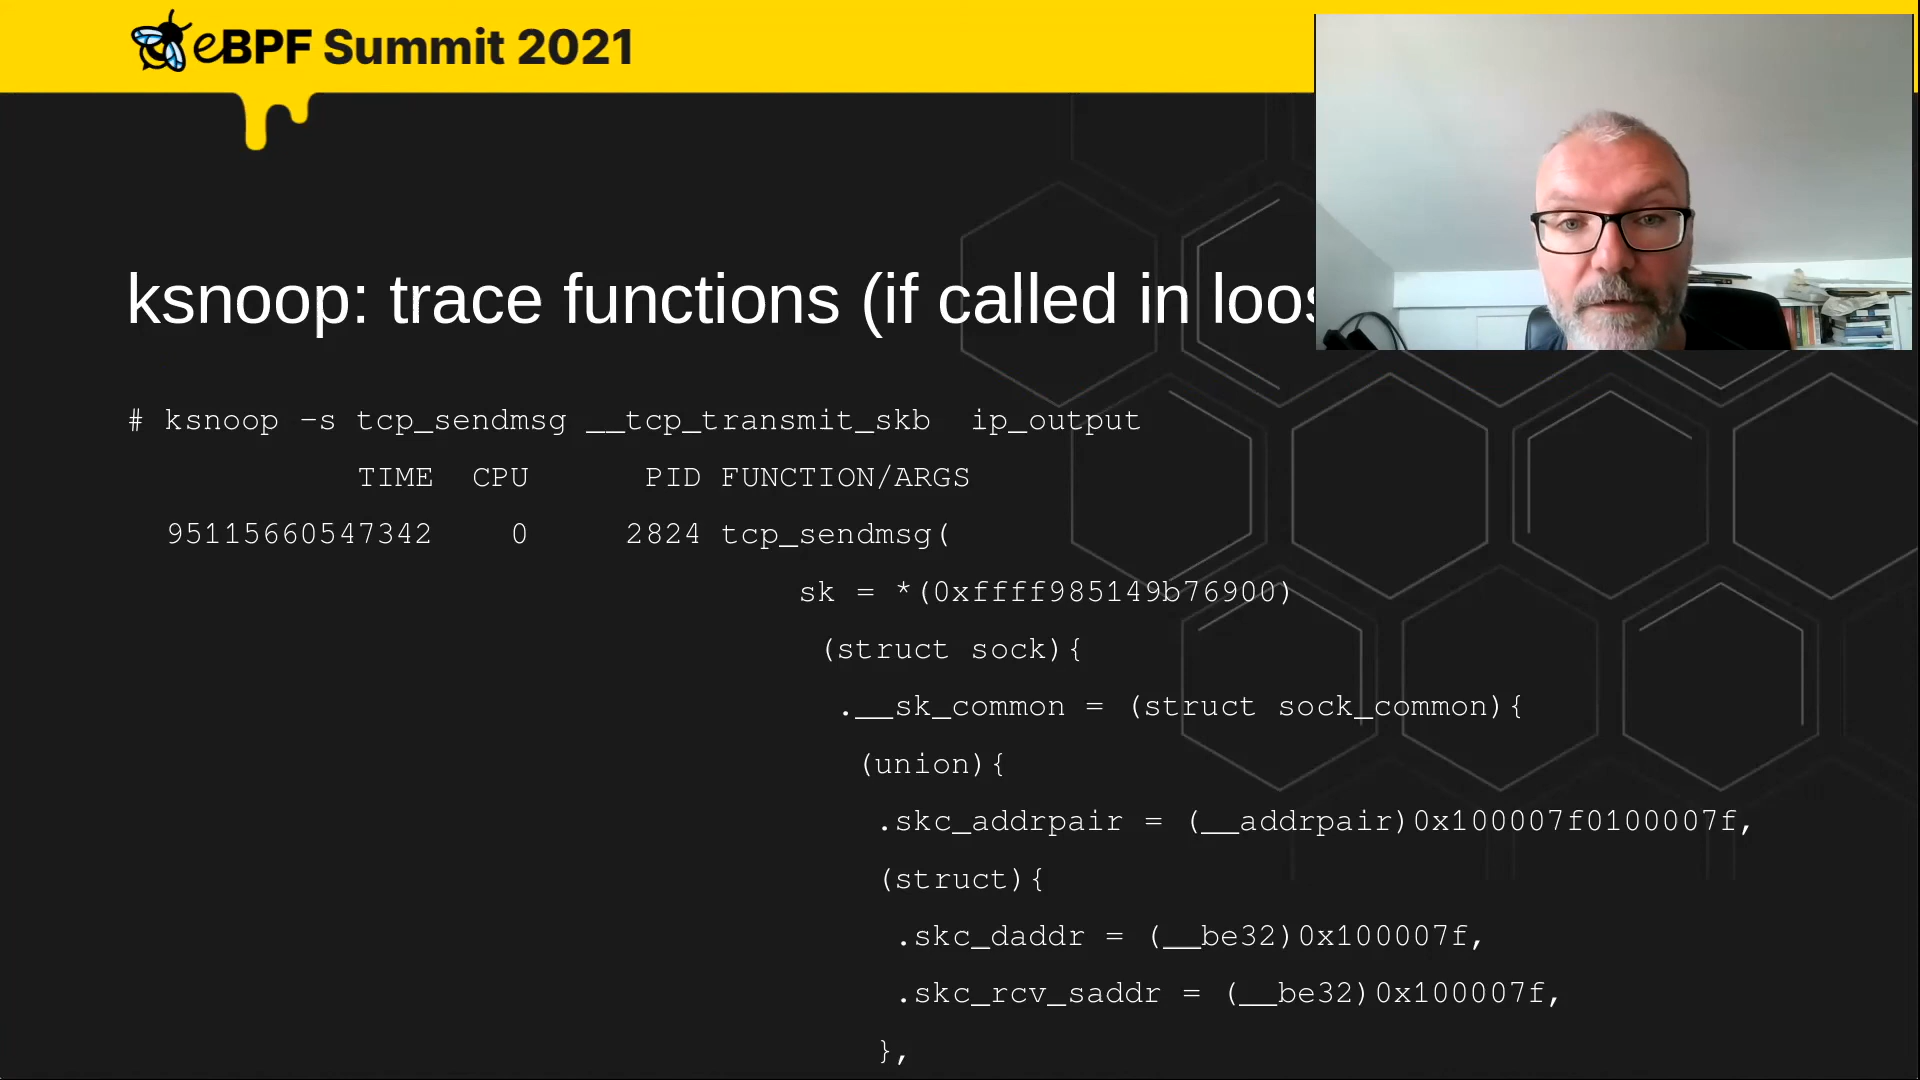 eBPF Summit 2021
ksnoop: trace functions (if called in loos
# ksnoop -s tcp_sendmsg __tcp_transmit_skb  ip_output
TIME  CPU      PID FUNCTION/ARGS
95115660547342    0     2824 tcp_sendmsg(
sk = *(0xffff985149b76900)
(struct sock){
.__sk_common = (struct sock_common){
(union){
.skc_addrpair = (__addrpair)0x100007f0100007f,
(struct){
.skc_daddr = (__be32)0x100007f,
.skc_rcv_saddr = (__be32)0x100007f,
},